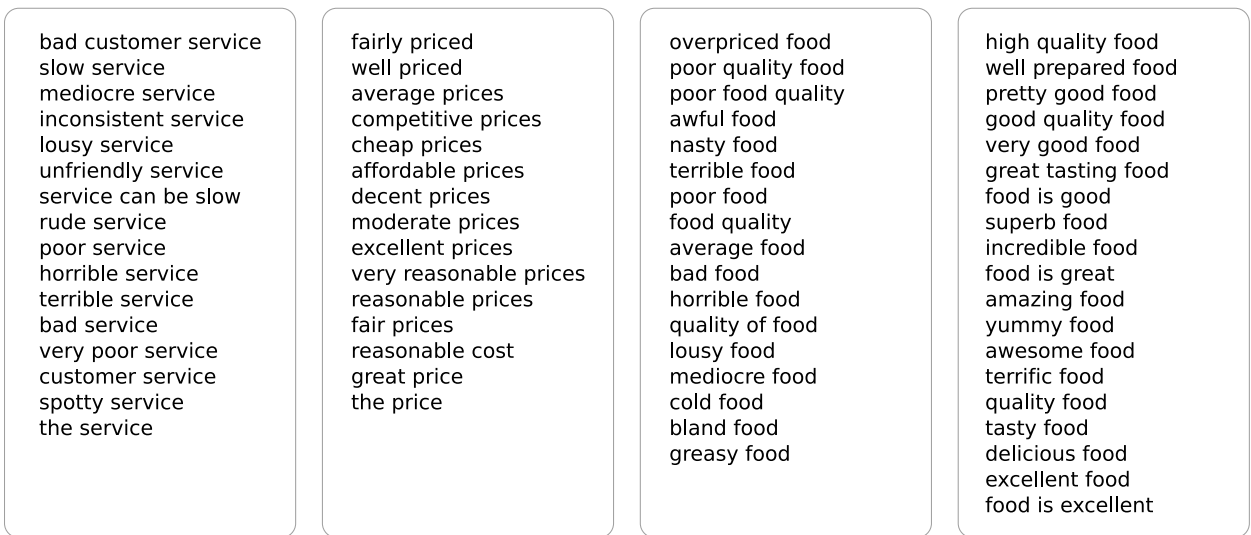 bad customer service
slow service
mediocre service
inconsistent service
lousy service
unfriendly service
service can be slow
rude service
poor service
horrible service
terrible service
bad service
very poor service
customer service
spotty service
the service
fairly priced
well priced
average prices
competitive prices
cheap prices
affordable prices
decent prices
moderate prices
excellent prices
very reasonable prices
reasonable prices
fair prices
reasonable cost
great price
the price
overpriced food
poor quality food
poor food quality
awful food
nasty food
terrible food
poor food
food quality
average food
bad food
horrible food
quality of food
lousy food
mediocre food
cold food
bland food
greasy food
high quality food
well prepared food
pretty good food
good quality food
very good food
great tasting food
food is good
superb food
incredible food
food is great
amazing food
yummy food
awesome food
terrific food
quality food
tasty food
delicious food
excellent food
food is excellent